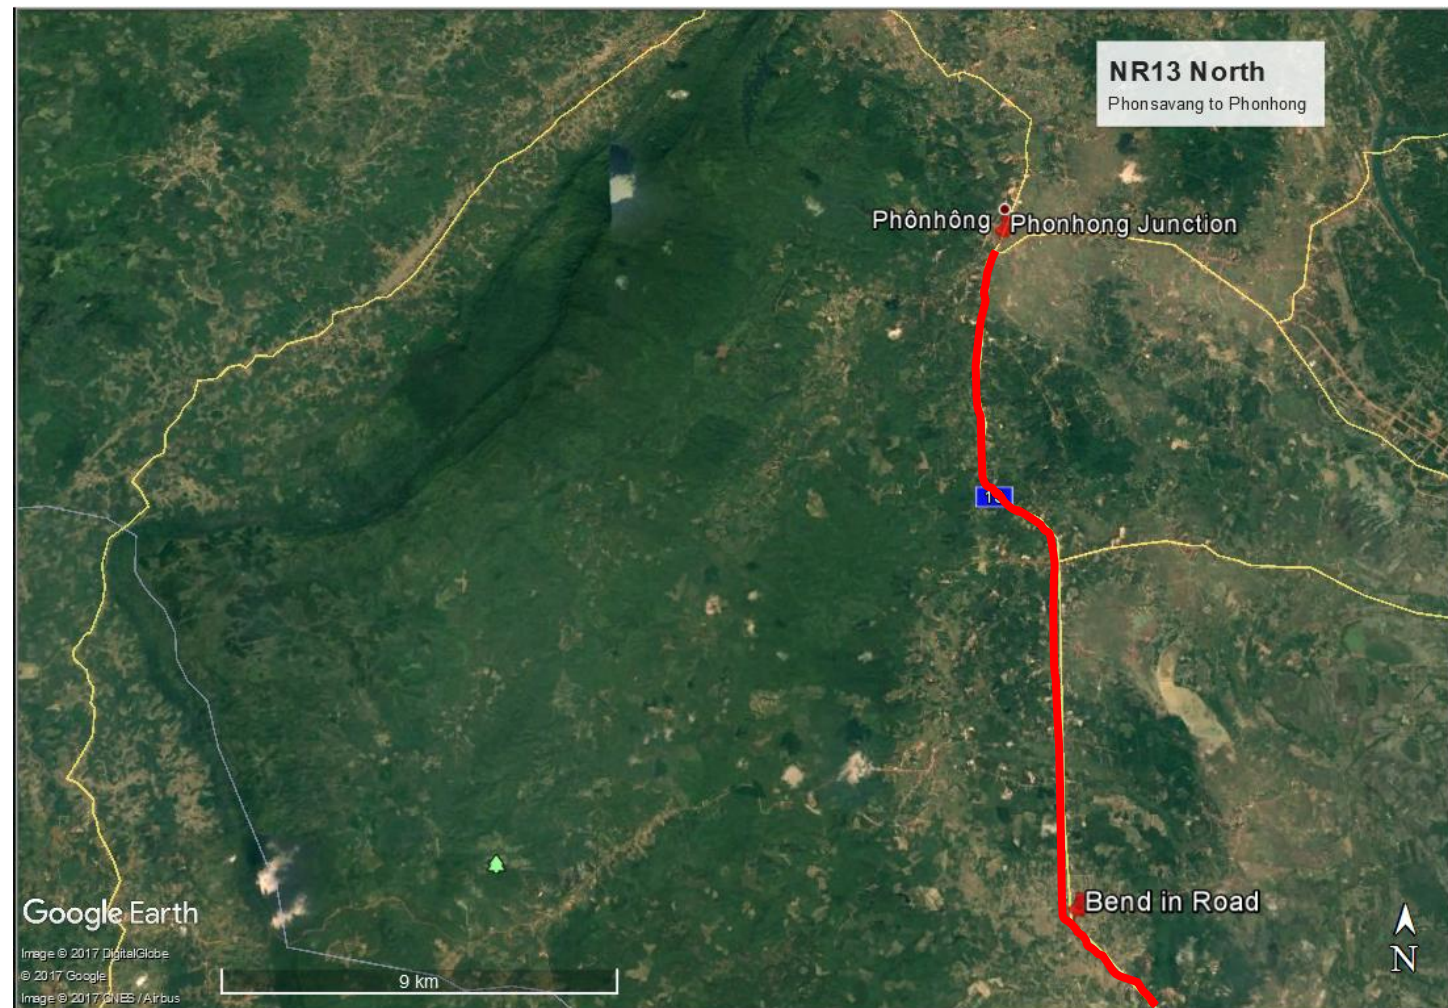 NR13 North
Phonsavang to Phonhong
Phônhông
Phonhong Junction
13
Bend in Road
Google Earth
Image © 2017 DigitalGlobe
© 2017 Google
Image © 2017 CNES / Airbus
9 km
N